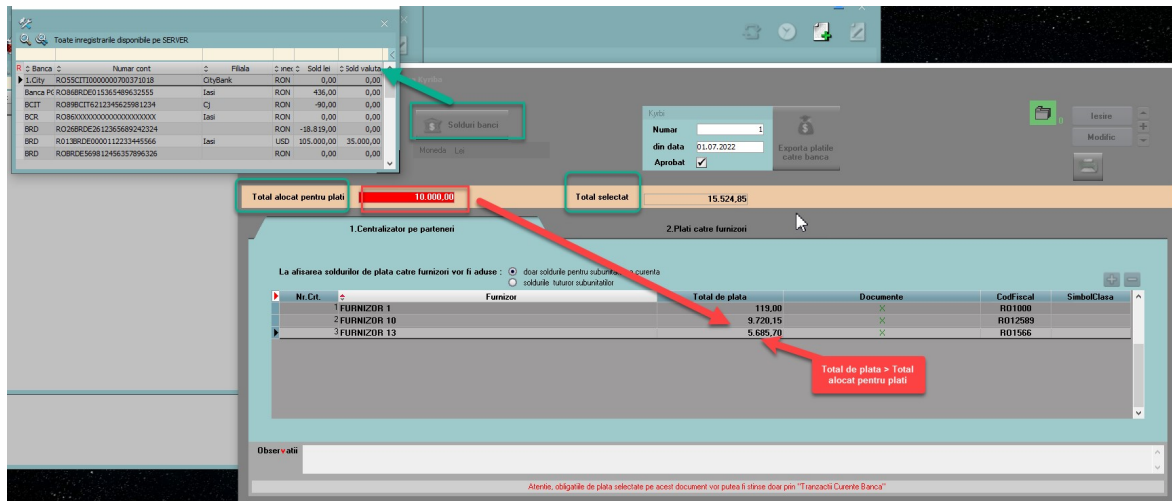 Toate inregistrarile disponibile pe SERVER
R Banca Numar cont Filiala Sold lei Sold valuta
1.City RO55CITI0000000700371018 CityBank RON 0,00 0,00
Banca RO86BRDE015365489632555 Iasi RON 436,00 0,00
BCIT RO89BCIT6212345625981234 Cj RON -90,00 0,00
BCR RO86XXXXXXXXXXXXXXXXXXXX Iasi RON 0,00 0,00
BRD RO26BRDE2612365689242324 RON -18.819,00 0,00
BRD RO13BRDE0000112233445566 Iasi USD 105.000,00 35.000,00
BRD ROBRDE569812456357896326 RON 0,00 0,00
Solduri banci
Moneda Lei
Numar 1
din data 01.07.2022
Aprobat
Exporta platile
catre banca
Iesire
Modific
Total alocat pentru plati 10.000,00 Total selectat 15.524,85
1.Centralizator pe parteneri 2.Plati catre furnizori
La afisarea soldurilor de plata catre furnizori vor fi aduse : doar soldurile pentru subunitatea curenta
soldurile tuturor subunitatilor
Nr.Crt. Furnizor Total de plata Documente CodFiscal SimbolClasa
1 FURNIZOR 1 119,00 X RO1000
2 FURNIZOR 10 9.720,15 X RO12589
3 FURNIZOR 13 5.685,70 X RO1566
Total de plata > Total
alocat pentru plati
Observatii
Atentie, obligatiile de plata selectate pe acest document vor putea fi stinse doar prin "Tranzactii Curente Banca"